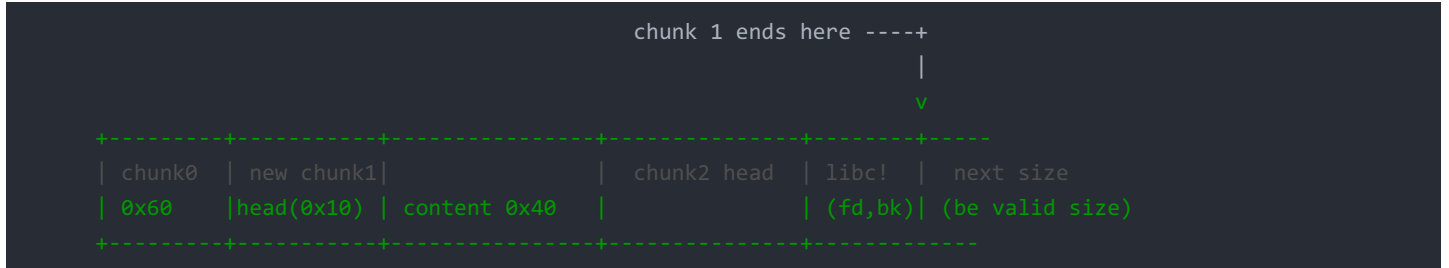 chunk 1 ends here ----+
|
v
+---------+-----------+----------------+---------------+--------+-----
| chunk0 | new chunk1| | chunk2 head | libc! | next size
| 0x60 |head(0x10) | content 0x40 | | (fd,bk)| (be valid size)
+---------+-----------+----------------+---------------+-------------